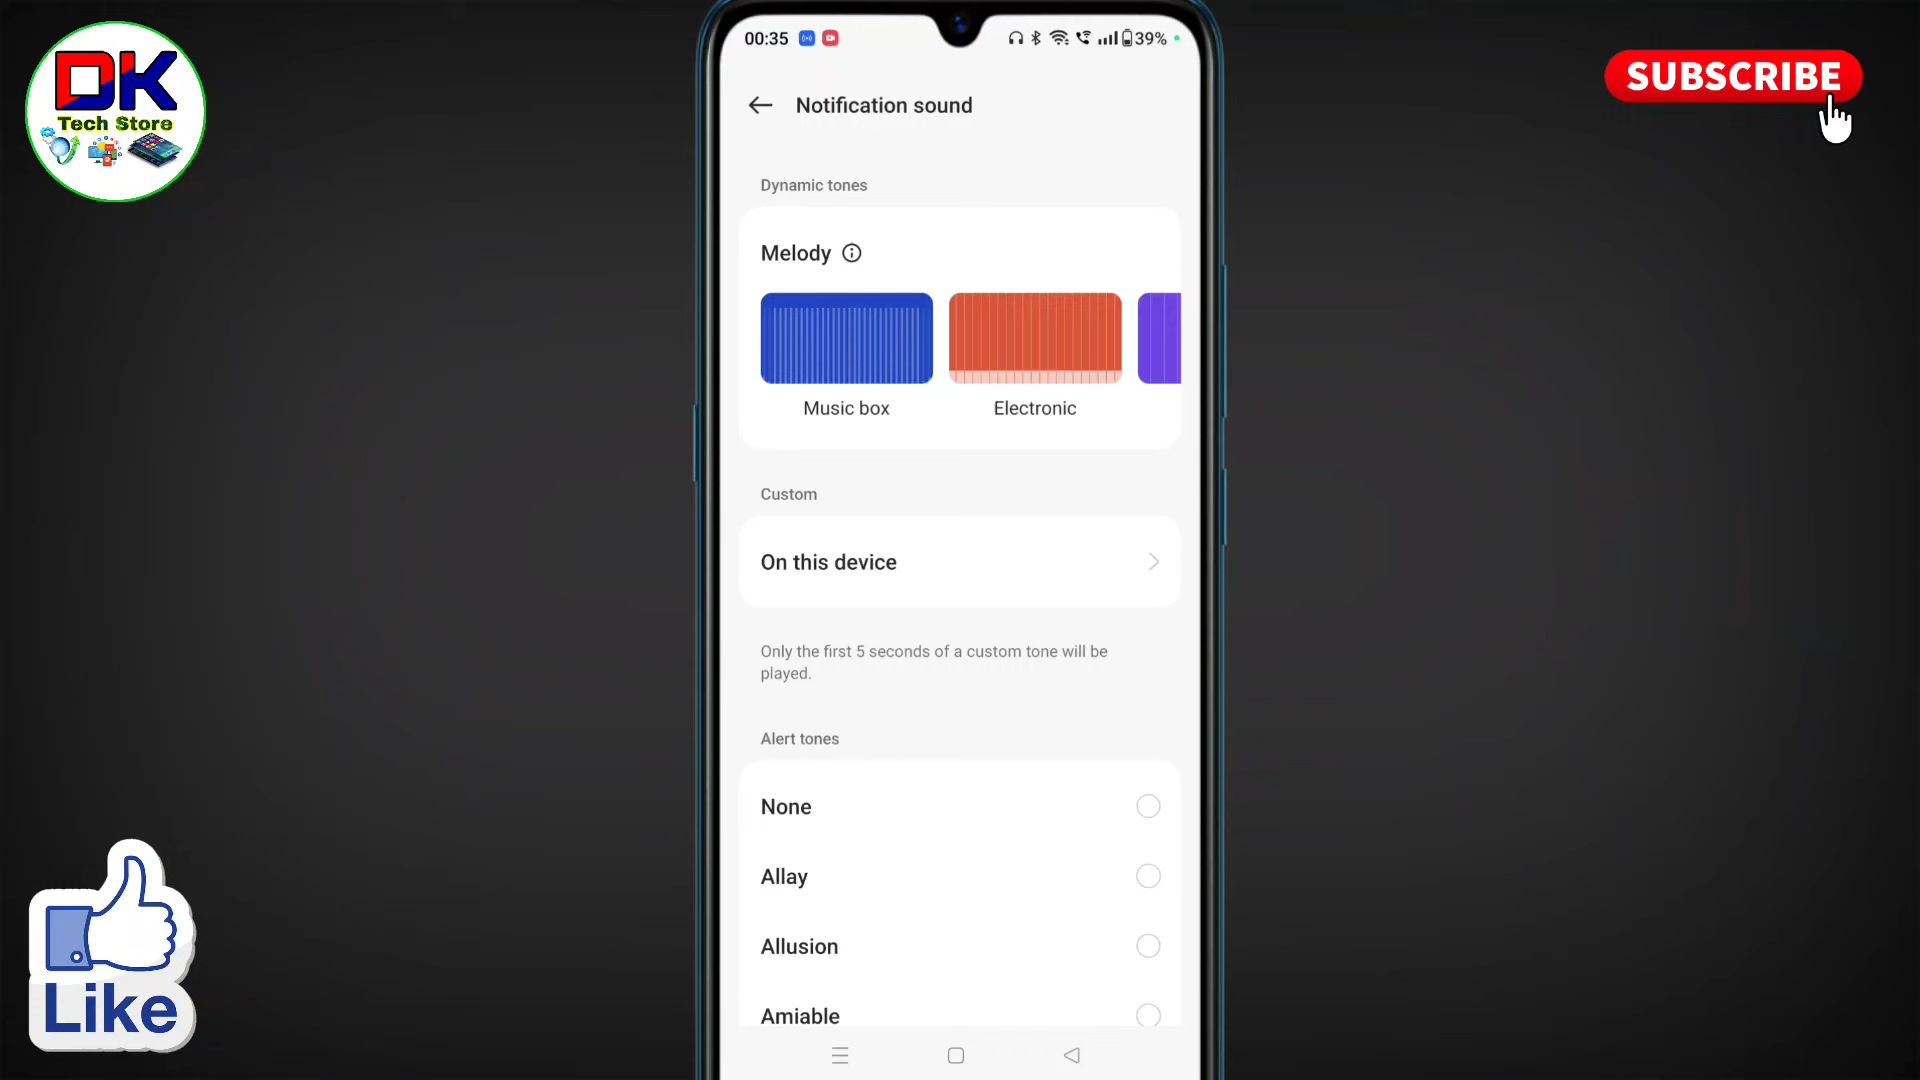 DK
Tech Store
SUBSCRIBE
00:35
39%
Notification sound
Dynamic tones
Melody
Music box
Electronic
Custom
On this device
Only the first 5 seconds of a custom tone will be
played.
Alert tones
None
Allay
Allusion
Amiable
Like